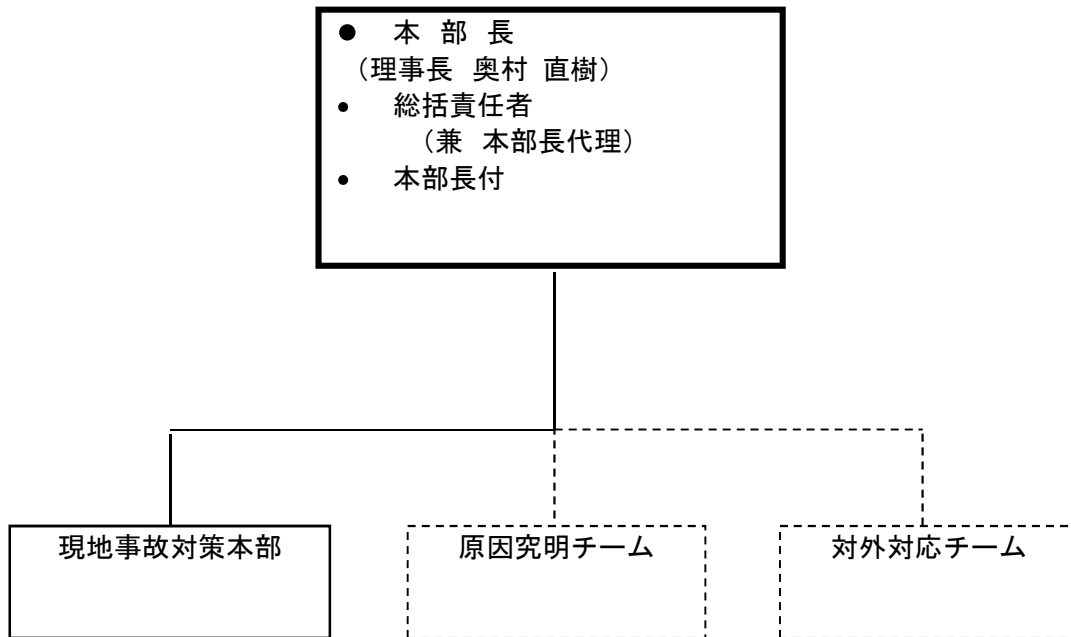 ● 本 部 長
（理事長 奥村 直樹）
• 総括責任者
（兼 本部長代理）
• 本部長付
現地事故対策本部
原因究明チーム
対外対応チーム